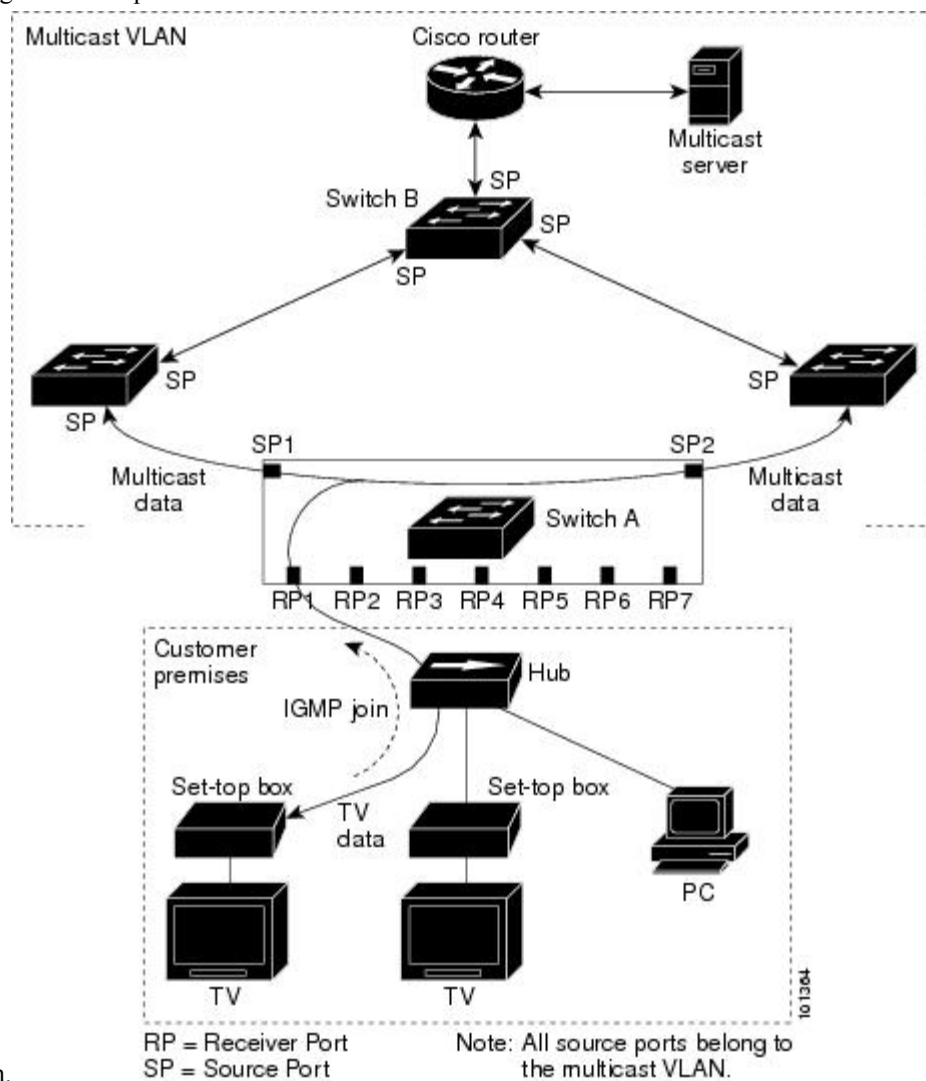 Multicast VLAN
Cisco router
Multicast
server
SP
Switch B
SP
SP
SP
SP
SP
SP1
SP2
Multicast
data
Multicast
data
Switch A
RP1 RP2 RP3 RP4 RP5 RP6 RP7
Customer
premises
Hub
IGMP join
Set-top box
Set-top box
TV
data
PC
TV
TV
101364
RP = Receiver Port
SP = Source Port
Note: All source ports belong to
the multicast VLAN.